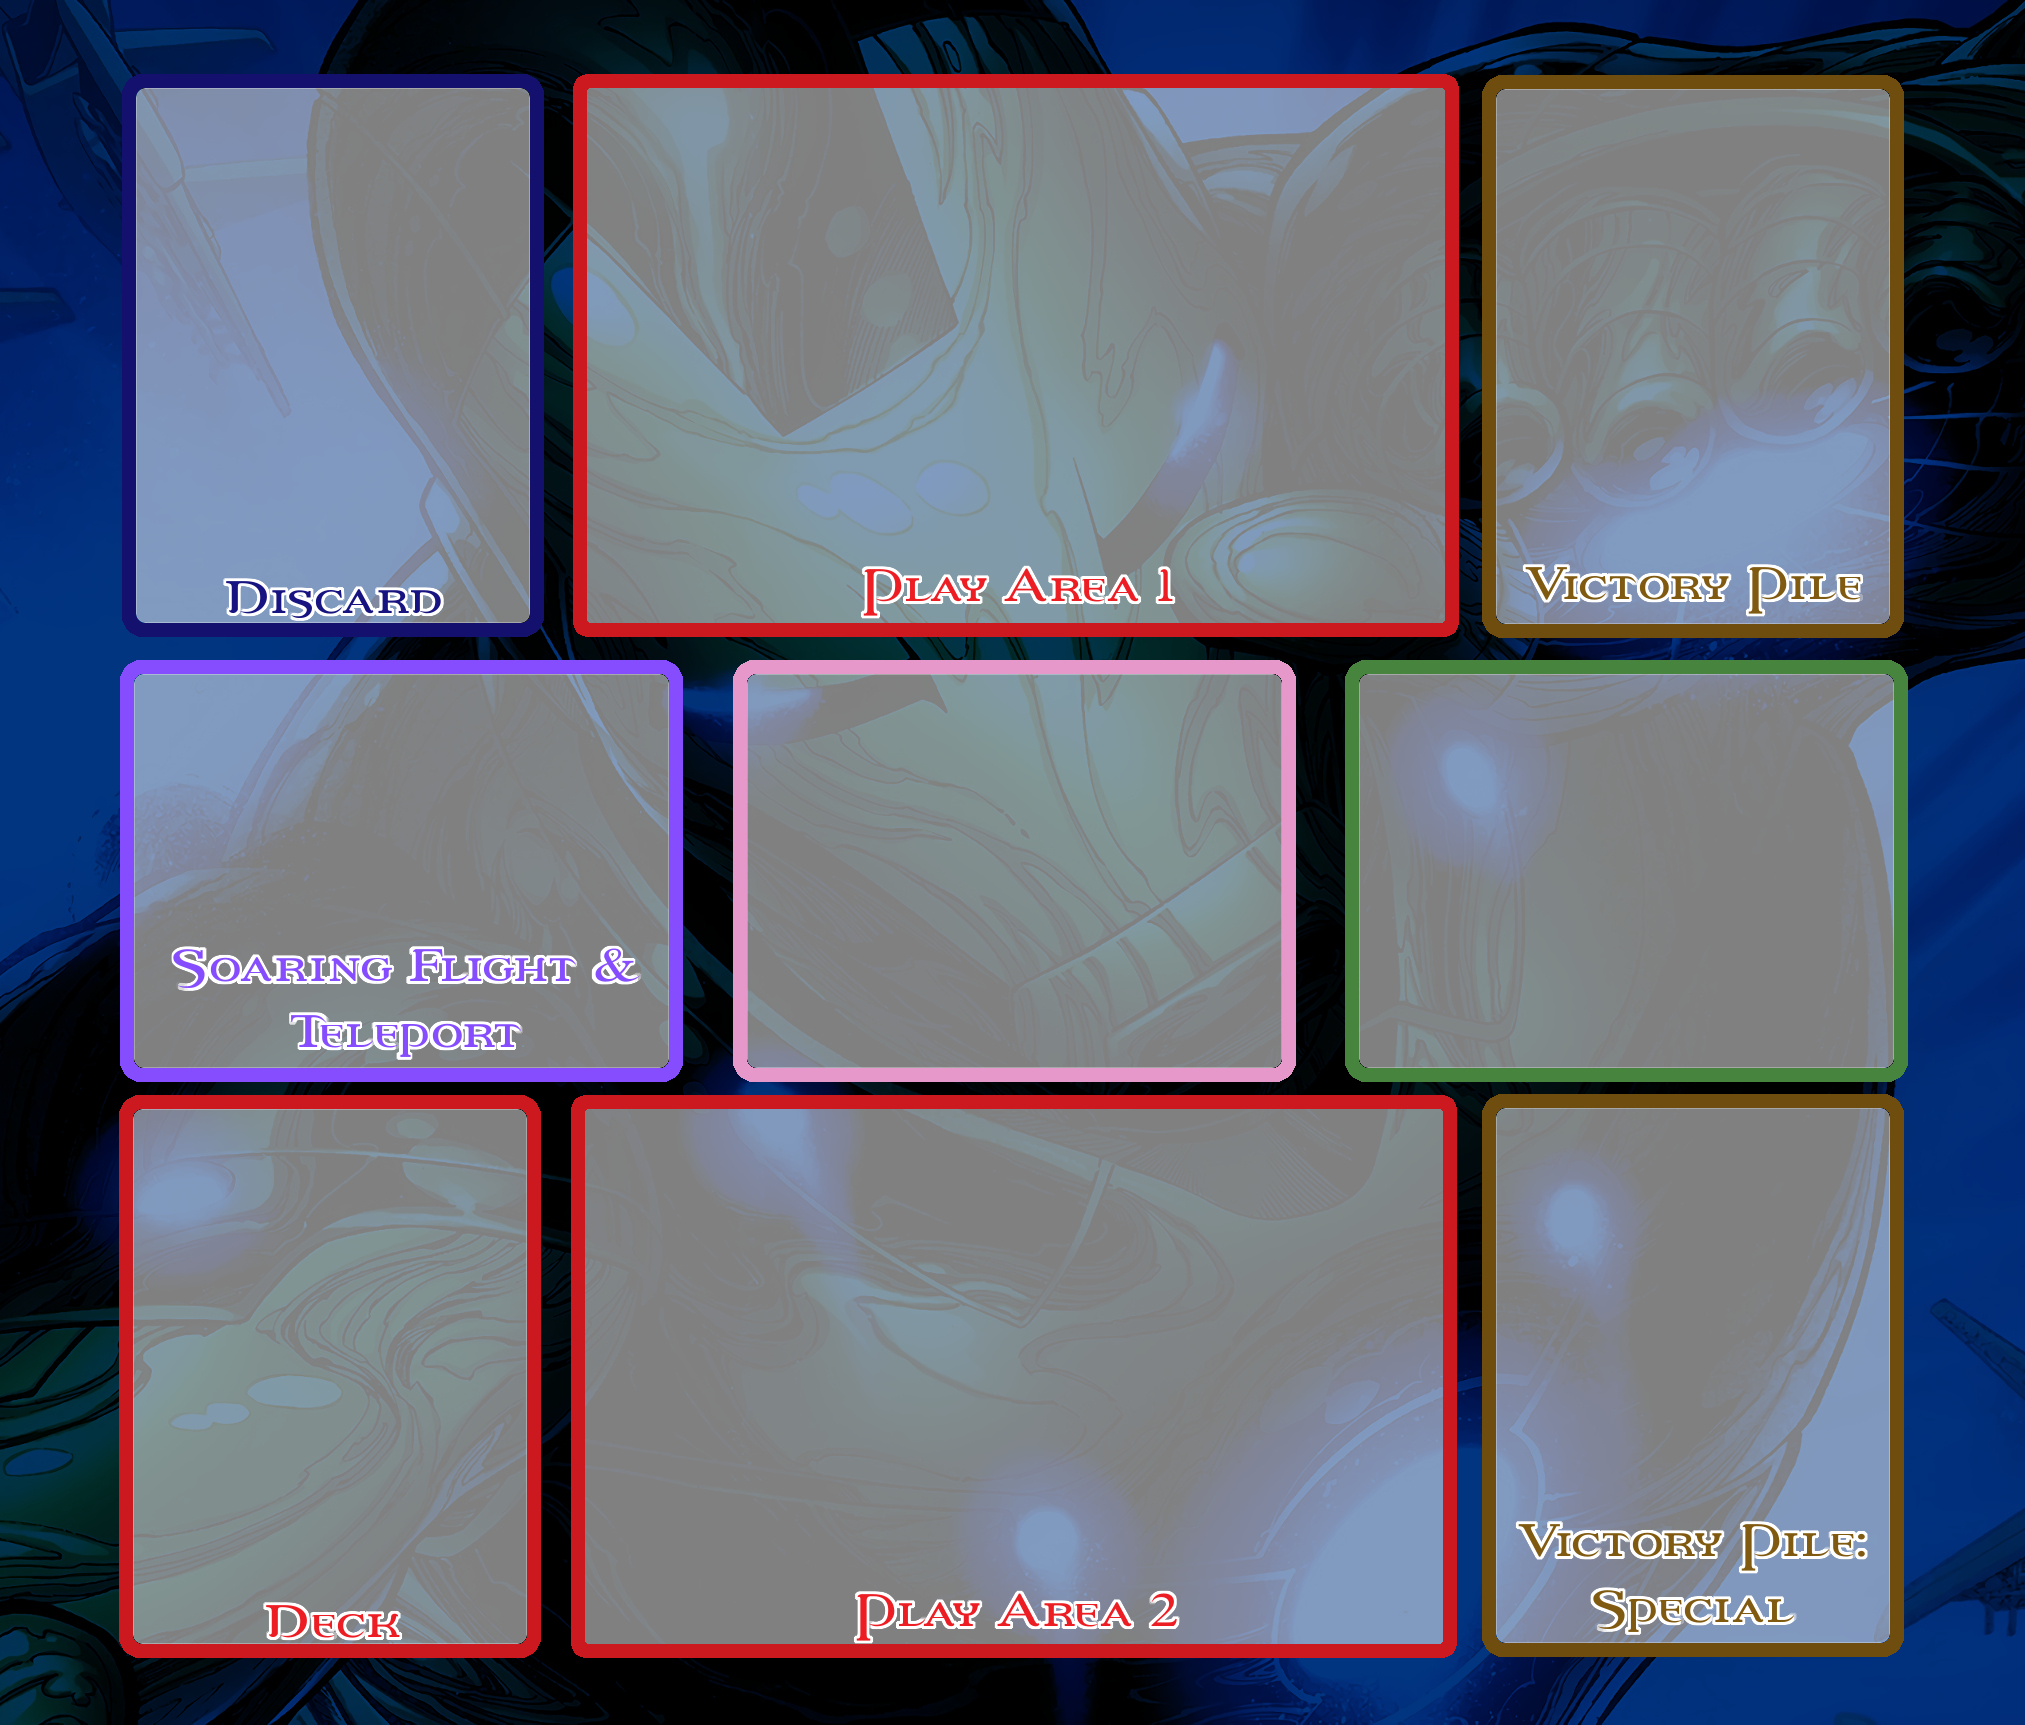 Discard
Play Area 1
Victory Pile
Soaring Flight &
Teleport
Deck
Play Area 2
Victory Pile:
Special